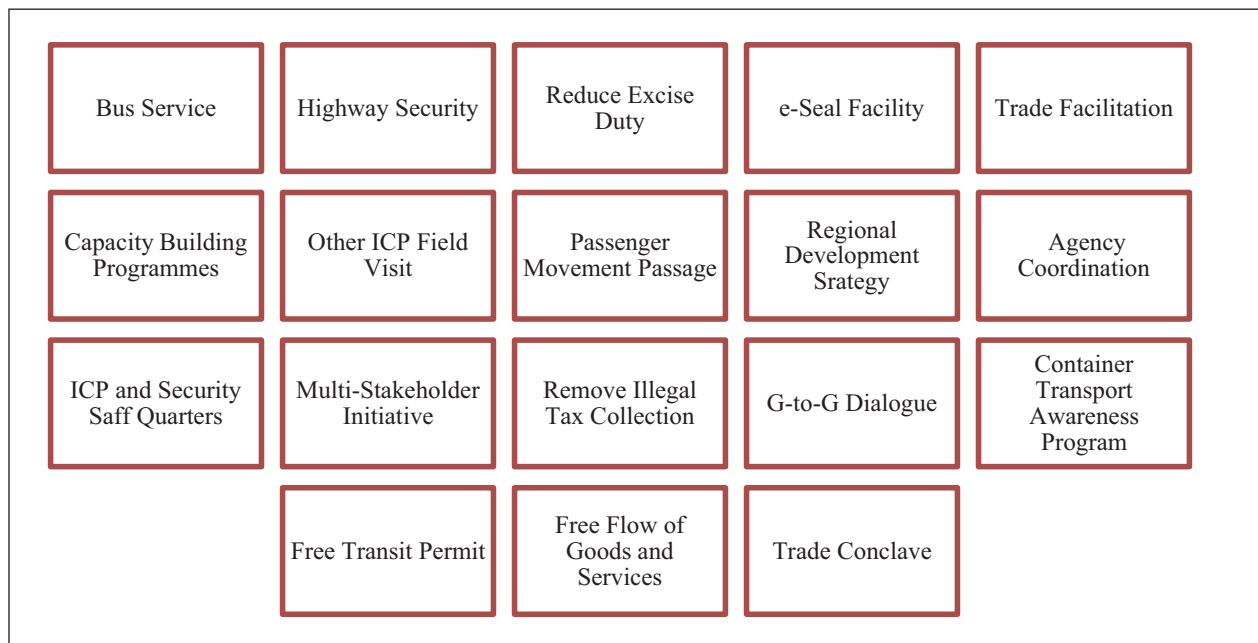 Bus Service
Highway Security
Reduce Excise
Duty
e-Seal Facility
Trade Facilitation
Capacity Building
Programmes
Other ICP Field
Visit
Passenger
Movement Passage
Regional
Development
Srategy
Agency
Coordination
ICP and Security
Saff Quarters
Multi-Stakeholder
Initiative
Remove Illegal
Tax Collection
G-to-G Dialogue
Container
Transport
Awareness
Program
Free Transit Permit
Free Flow of
Goods and
Services
Trade Conclave